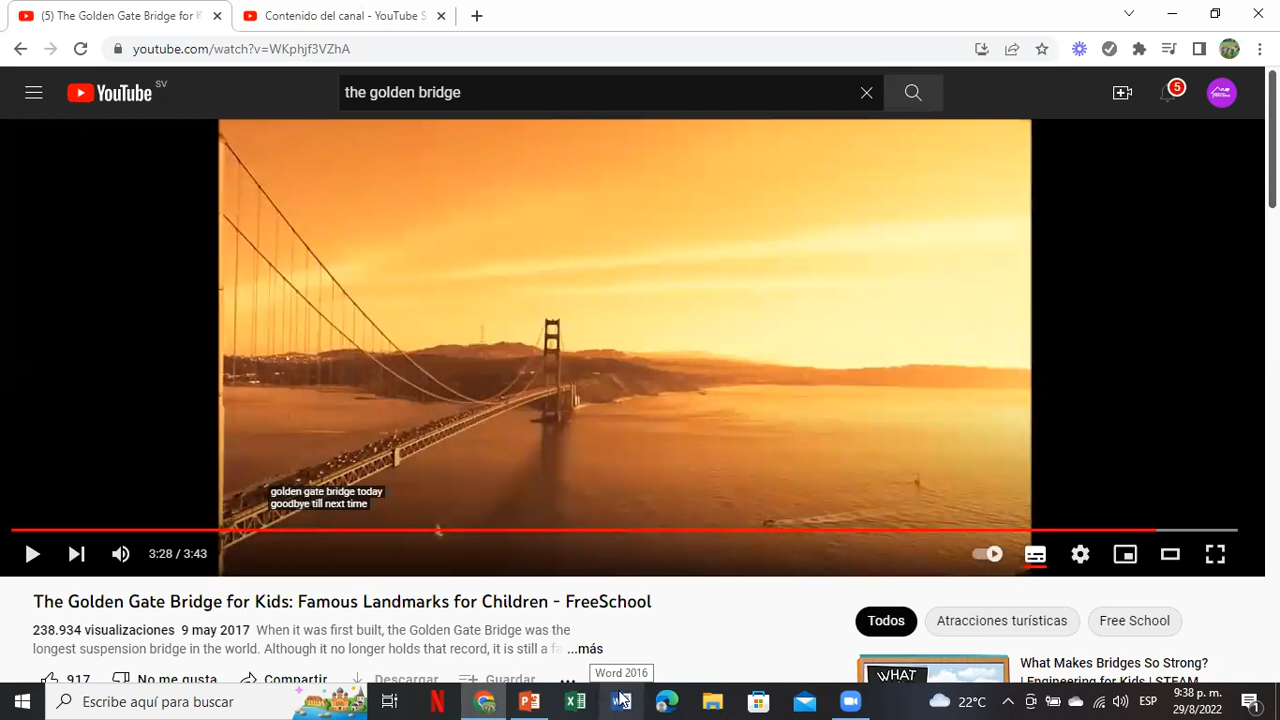 (5) The Golden Gate Bridge for
Contenido del canal - YouTube S
youtube.com/watch?v=WKphjf3VZhA
YouTube SV
the golden bridge
5
golden gate bridge today
goodbye till next time
3:28 / 3:43
The Golden Gate Bridge for Kids: Famous Landmarks for Children - FreeSchool
238.934 visualizaciones 9 may 2017 When it was first built, the Golden Gate Bridge was the
longest suspension bridge in the world. Although it no longer holds that record, it is still a ...más
917 No me gusta Compartir Descargar Guardar ...
Todos Atracciones turísticas Free School
WHAT
What Makes Bridges So Strong?
| Engineering for Kids | STEAM
Word 2016
Escribe aquí para buscar
22°C
ESP
9:38 p. m.
29/8/2022
1